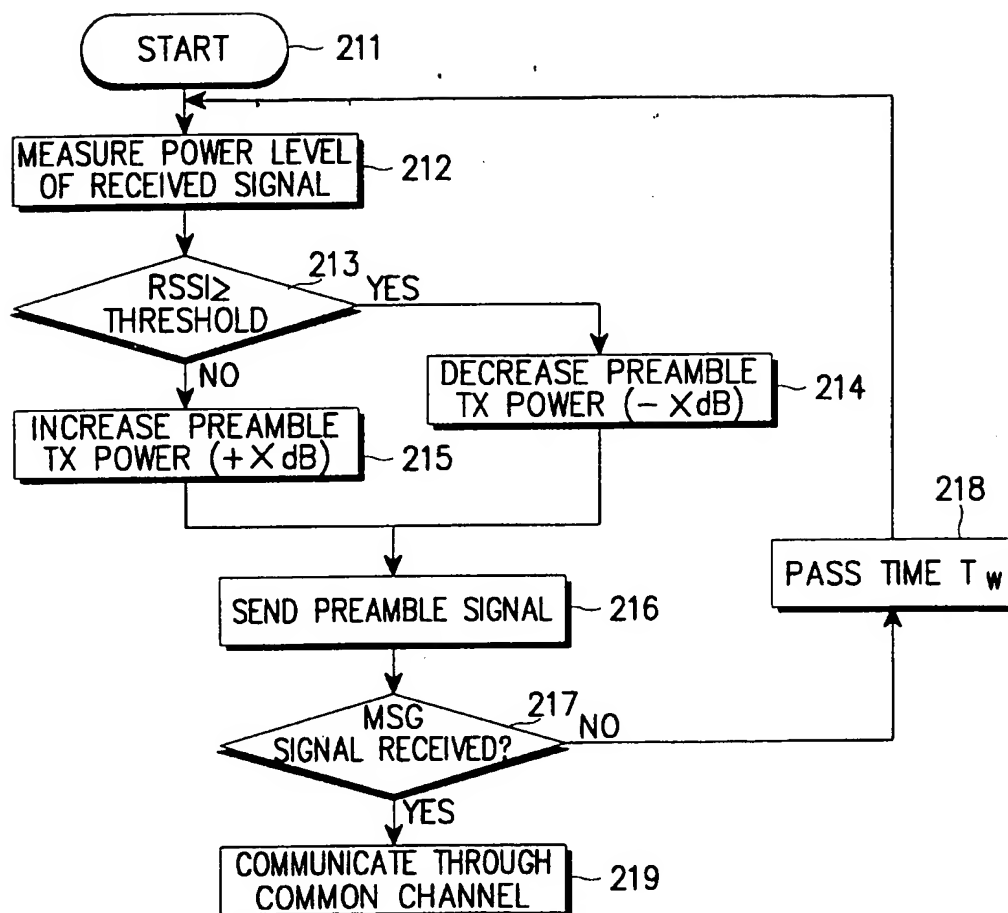 START
211
MEASURE POWER LEVEL
OF RECEIVED SIGNAL
212
213
RSSI≥
THRESHOLD
YES
NO
DECREASE PREAMBLE
TX POWER (− X dB)
214
INCREASE PREAMBLE
TX POWER (+ X dB)
215
218
PASS TIME T W
SEND PREAMBLE SIGNAL
216
217
MSG
SIGNAL RECEIVED?
NO
YES
COMMUNICATE THROUGH
COMMON CHANNEL
219